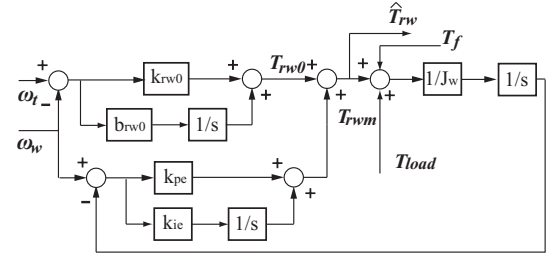 T̂rw
Tf
+
krw0
+
Trw0
+
+
1/Jw
1/s
ωt
-
brw0
1/s
+
+
+
Trwm
ωw
+
kpe
+
Tload
-
kie
1/s
+